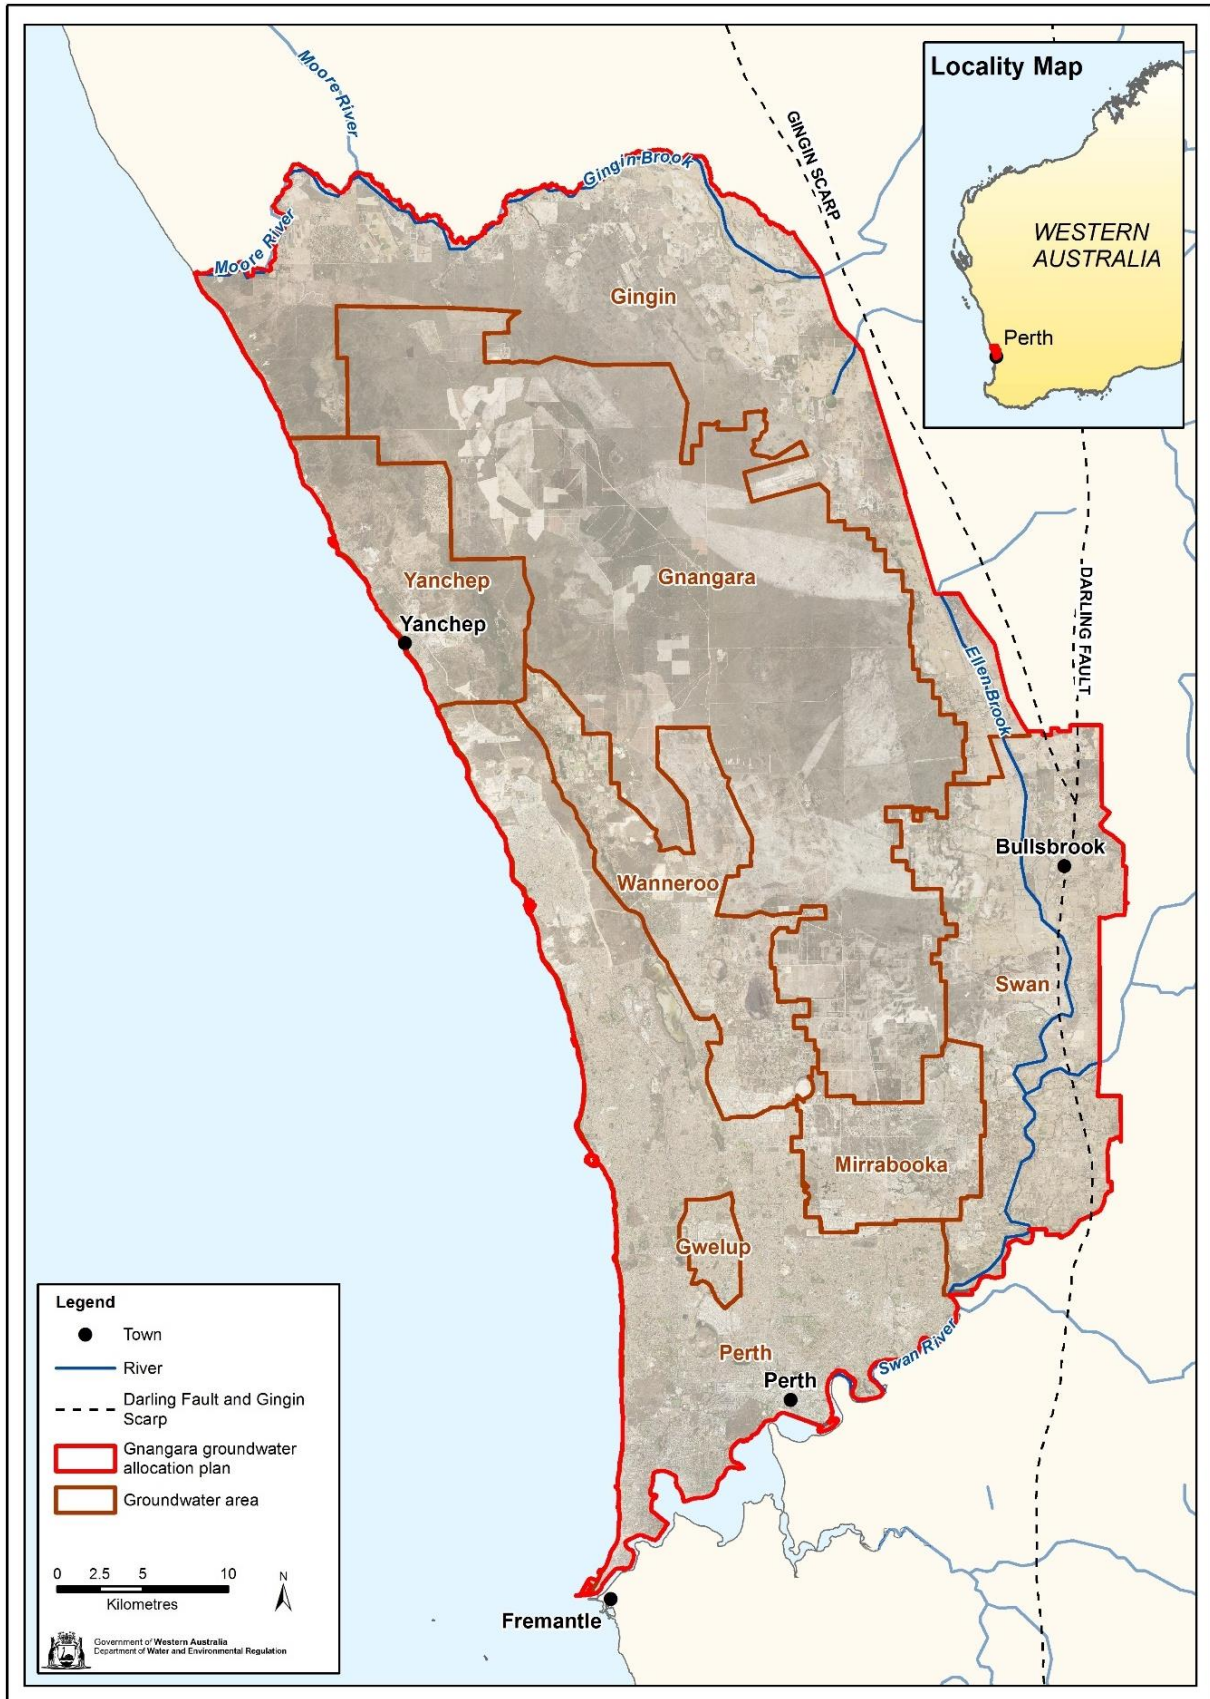 Moore River
GINGIN SCARP
Locality Map
WESTERN
AUSTRALIA
Perth
Gingin Brook
Moore River
Gingin
Yanchep
Gnangara
Yanchep
DARLING FAULT
Ellen Brook
Bullsbrook
Wanneroo
Swan
Mirrabooka
Gwelup
Perth
Perth
Swan River
Fremantle
Legend
Town
River
Darling Fault and Gingin
Scarp
Gnangara groundwater
allocation plan
Groundwater area
0 2.5 5 10
Kilometres
N
Government of Western Australia
Department of Water and Environmental Regulation